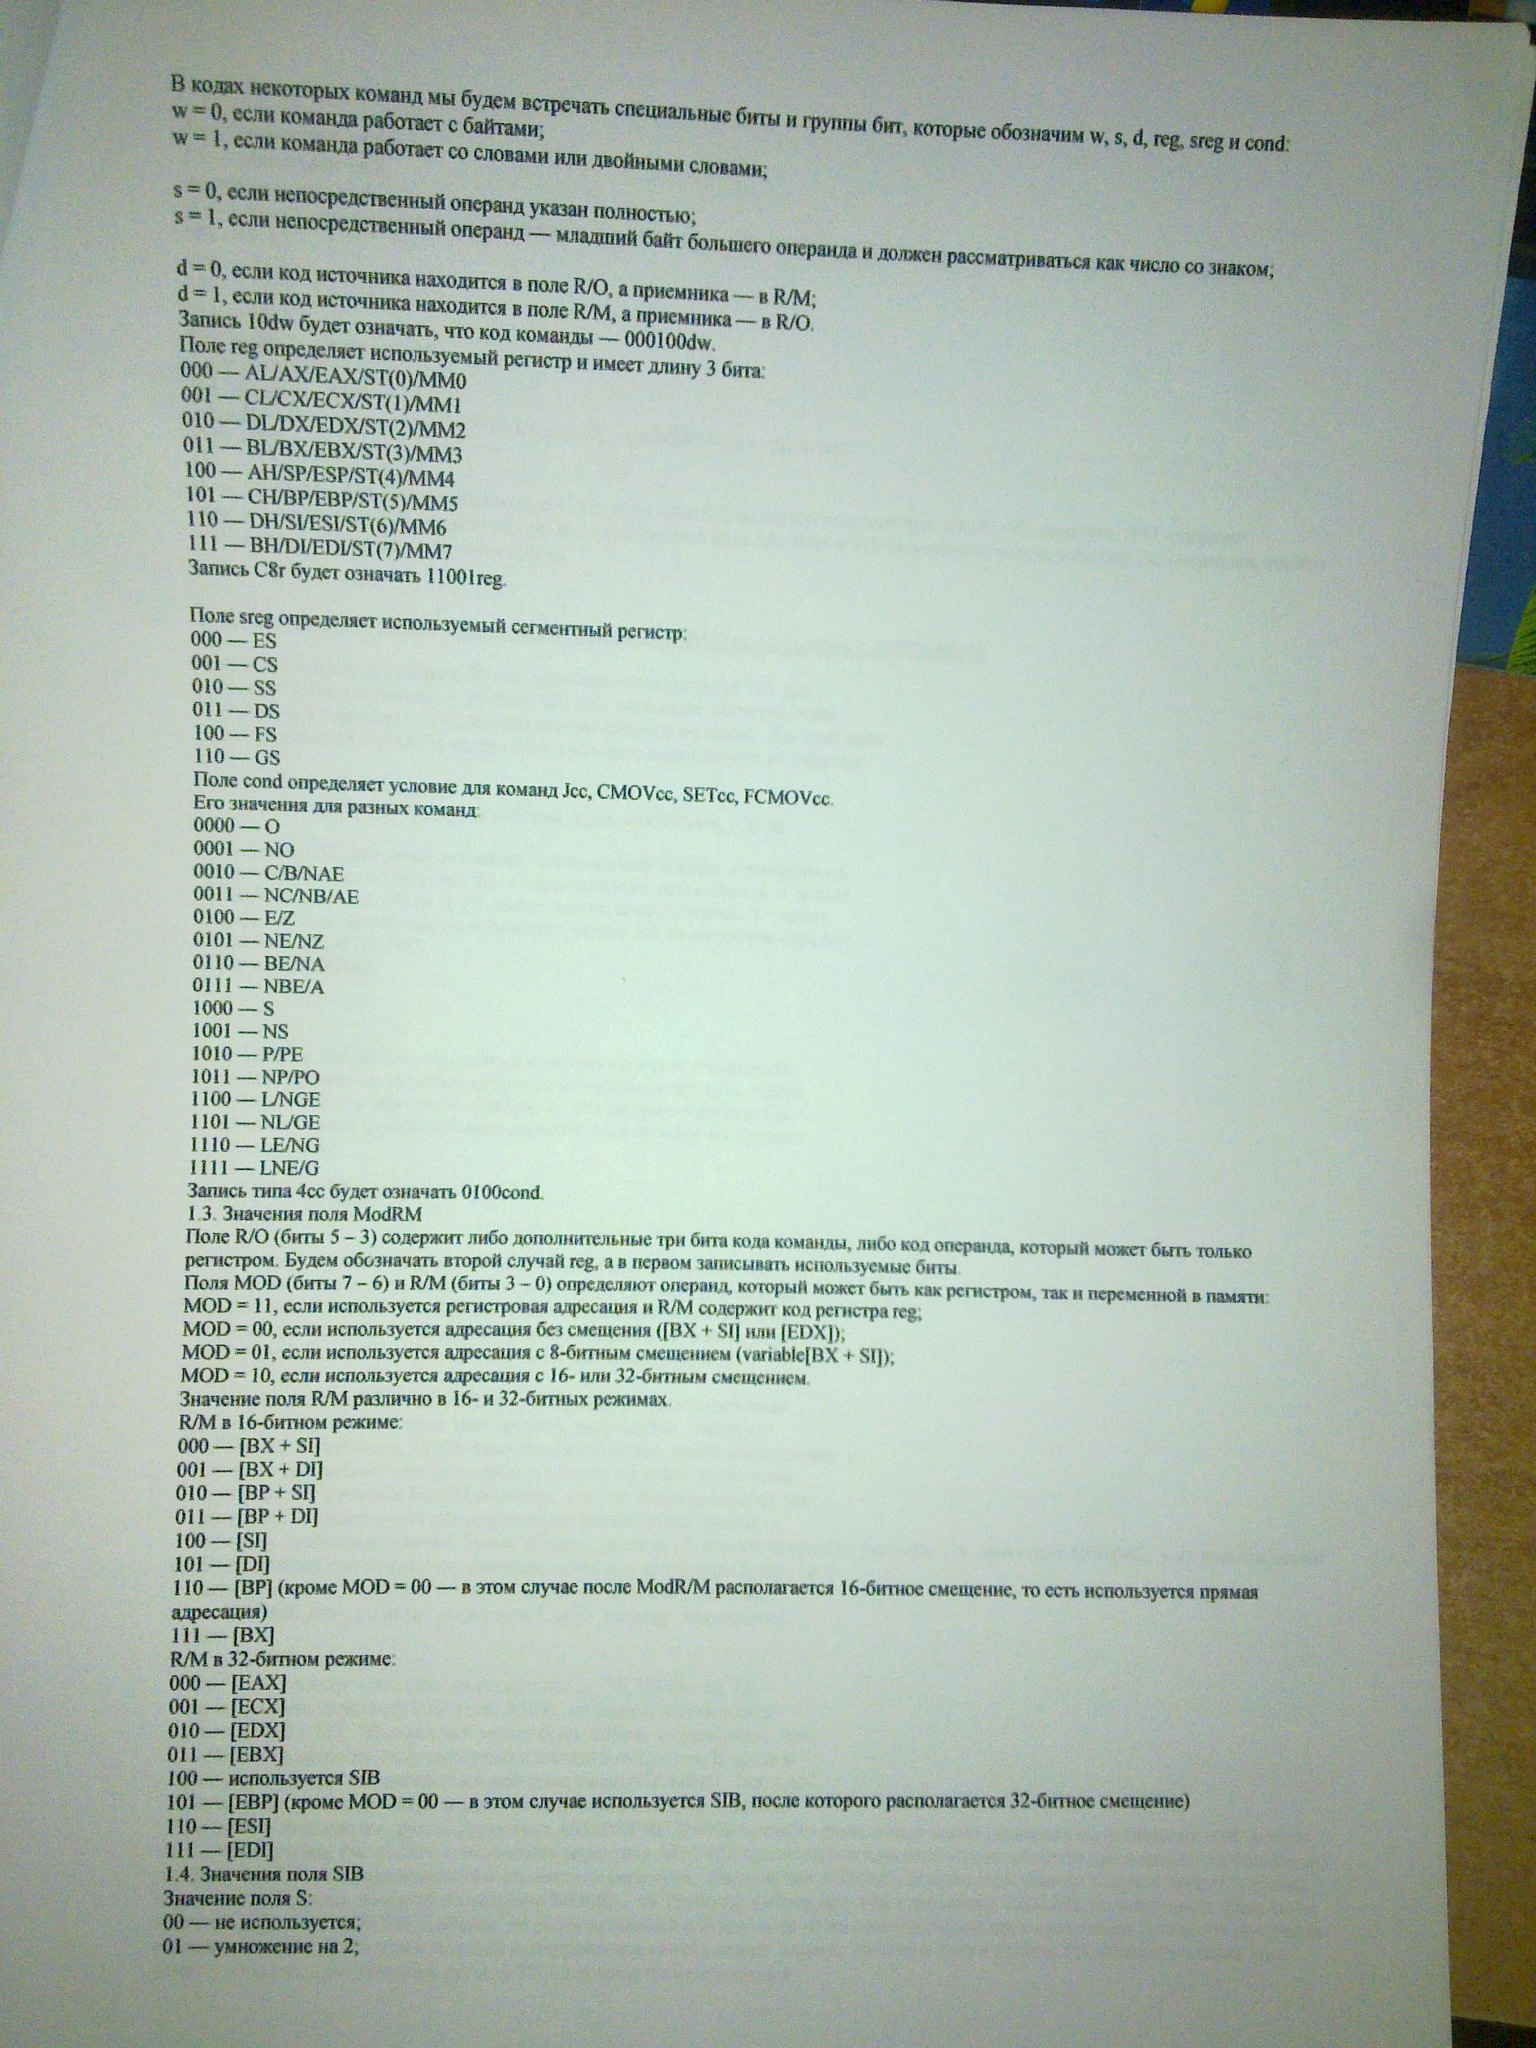 В кодах некоторых команд мы будем встречать специальные биты и группы бит, которые обозначим w, s, d, reg, sreg и cond:
w = 0, если команда работает с байтами;
w = 1, если команда работает со словами или двойными словами;
s = 0, если непосредственный операнд указан полностью;
s = 1, если непосредственный операнд — младший байт большего операнда и должен рассматриваться как число со знаком;
d = 0, если код источника находится в поле R/O, а приемника — в R/M;
d = 1, если код источника находится в поле R/M, а приемника — в R/O.
Запись 10dw будет означать, что код команды — 000100dw.
Поле reg определяет используемый регистр и имеет длину 3 бита:
000 — AL/AX/EAX/ST(0)/MM0
001 — CL/CX/ECX/ST(1)/MM1
010 — DL/DX/EDX/ST(2)/MM2
011 — BL/BX/EBX/ST(3)/MM3
100 — AH/SP/ESP/ST(4)/MM4
101 — CH/BP/EBP/ST(5)/MM5
110 — DH/SI/ESI/ST(6)/MM6
111 — BH/DI/EDI/ST(7)/MM7
Запись C8r будет означать 11001reg.
Поле sreg определяет используемый сегментный регистр:
000 — ES
001 — CS
010 — SS
011 — DS
100 — FS
110 — GS
Поле cond определяет условие для команд Jcc, CMOVcc, SETcc, FCMOVcc.
Его значения для разных команд:
0000 — O
0001 — NO
0010 — C/B/NAE
0011 — NC/NB/AE
0100 — E/Z
0101 — NE/NZ
0110 — BE/NA
0111 — NBE/A
1000 — S
1001 — NS
1010 — P/PE
1011 — NP/PO
1100 — L/NGE
1101 — NL/GE
1110 — LE/NG
1111 — LNE/G
Запись типа 4cc будет означать 0100cond.
1.3. Значения поля ModRM
Поле R/O (биты 5 – 3) содержит либо дополнительные три бита кода команды, либо код операнда, который может быть только
регистром. Будем обозначать второй случай reg, а в первом записывать используемые биты.
Поля MOD (биты 7 – 6) и R/M (биты 3 – 0) определяют операнд, который может быть как регистром, так и переменной в памяти:
MOD = 11, если используется регистровая адресация и R/M содержит код регистра reg;
MOD = 00, если используется адресация без смещения ([BX + SI] или [EDX]);
MOD = 01, если используется адресация с 8-битным смещением (variable[BX + SI]);
MOD = 10, если используется адресация с 16- или 32-битным смещением.
Значение поля R/M различно в 16- и 32-битных режимах.
R/M в 16-битном режиме:
000 — [BX + SI]
001 — [BX + DI]
010 — [BP + SI]
011 — [BP + DI]
100 — [SI]
101 — [DI]
110 — [BP] (кроме MOD = 00 — в этом случае после ModR/M располагается 16-битное смещение, то есть используется прямая
адресация)
111 — [BX]
R/M в 32-битном режиме:
000 — [EAX]
001 — [ECX]
010 — [EDX]
011 — [EBX]
100 — используется SIB
101 — [EBP] (кроме MOD = 00 — в этом случае используется SIB, после которого располагается 32-битное смещение)
110 — [ESI]
111 — [EDI]
1.4. Значения поля SIB
Значение поля S:
00 — не используется;
01 — умножение на 2;